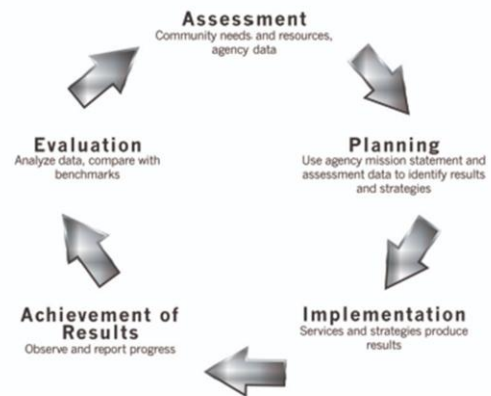 Assessment
Community needs and resources,
agency data
Planning
Use agency mission statement and
assessment data to identify results
and strategies
Implementation
Services and strategies produce
results
Achievement of
Results
Observe and report progress
Evaluation
Analyze data, compare with
benchmarks